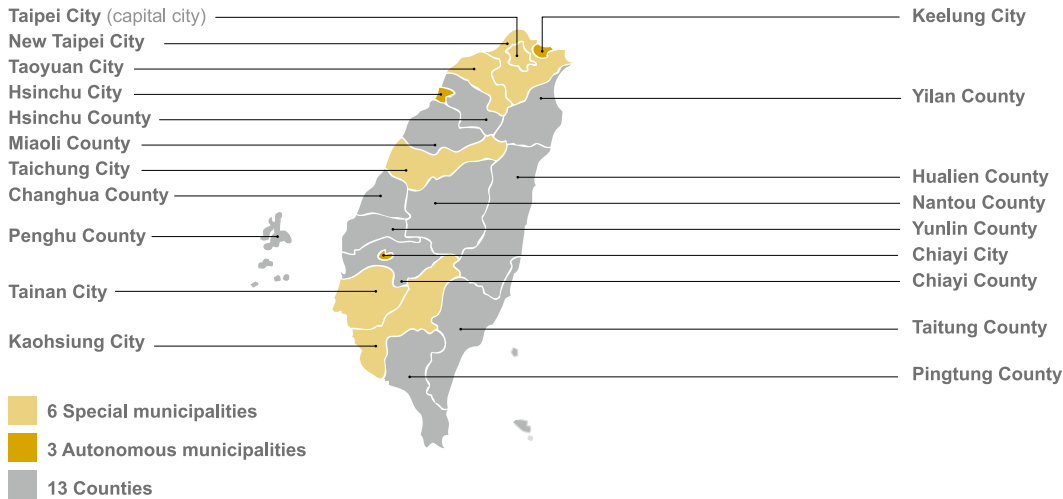 Taipei City (capital city)
New Taipei City
Taoyuan City
Hsinchu City
Hsinchu County
Miaoli County
Taichung City
Changhua County
Penghu County
Tainan City
Kaohsiung City
Keelung City
Yilan County
Hualien County
Nantou County
Yunlin County
Chiayi City
Chiayi County
Taitung County
Pingtung County
6 Special municipalities
3 Autonomous municipalities
13 Counties